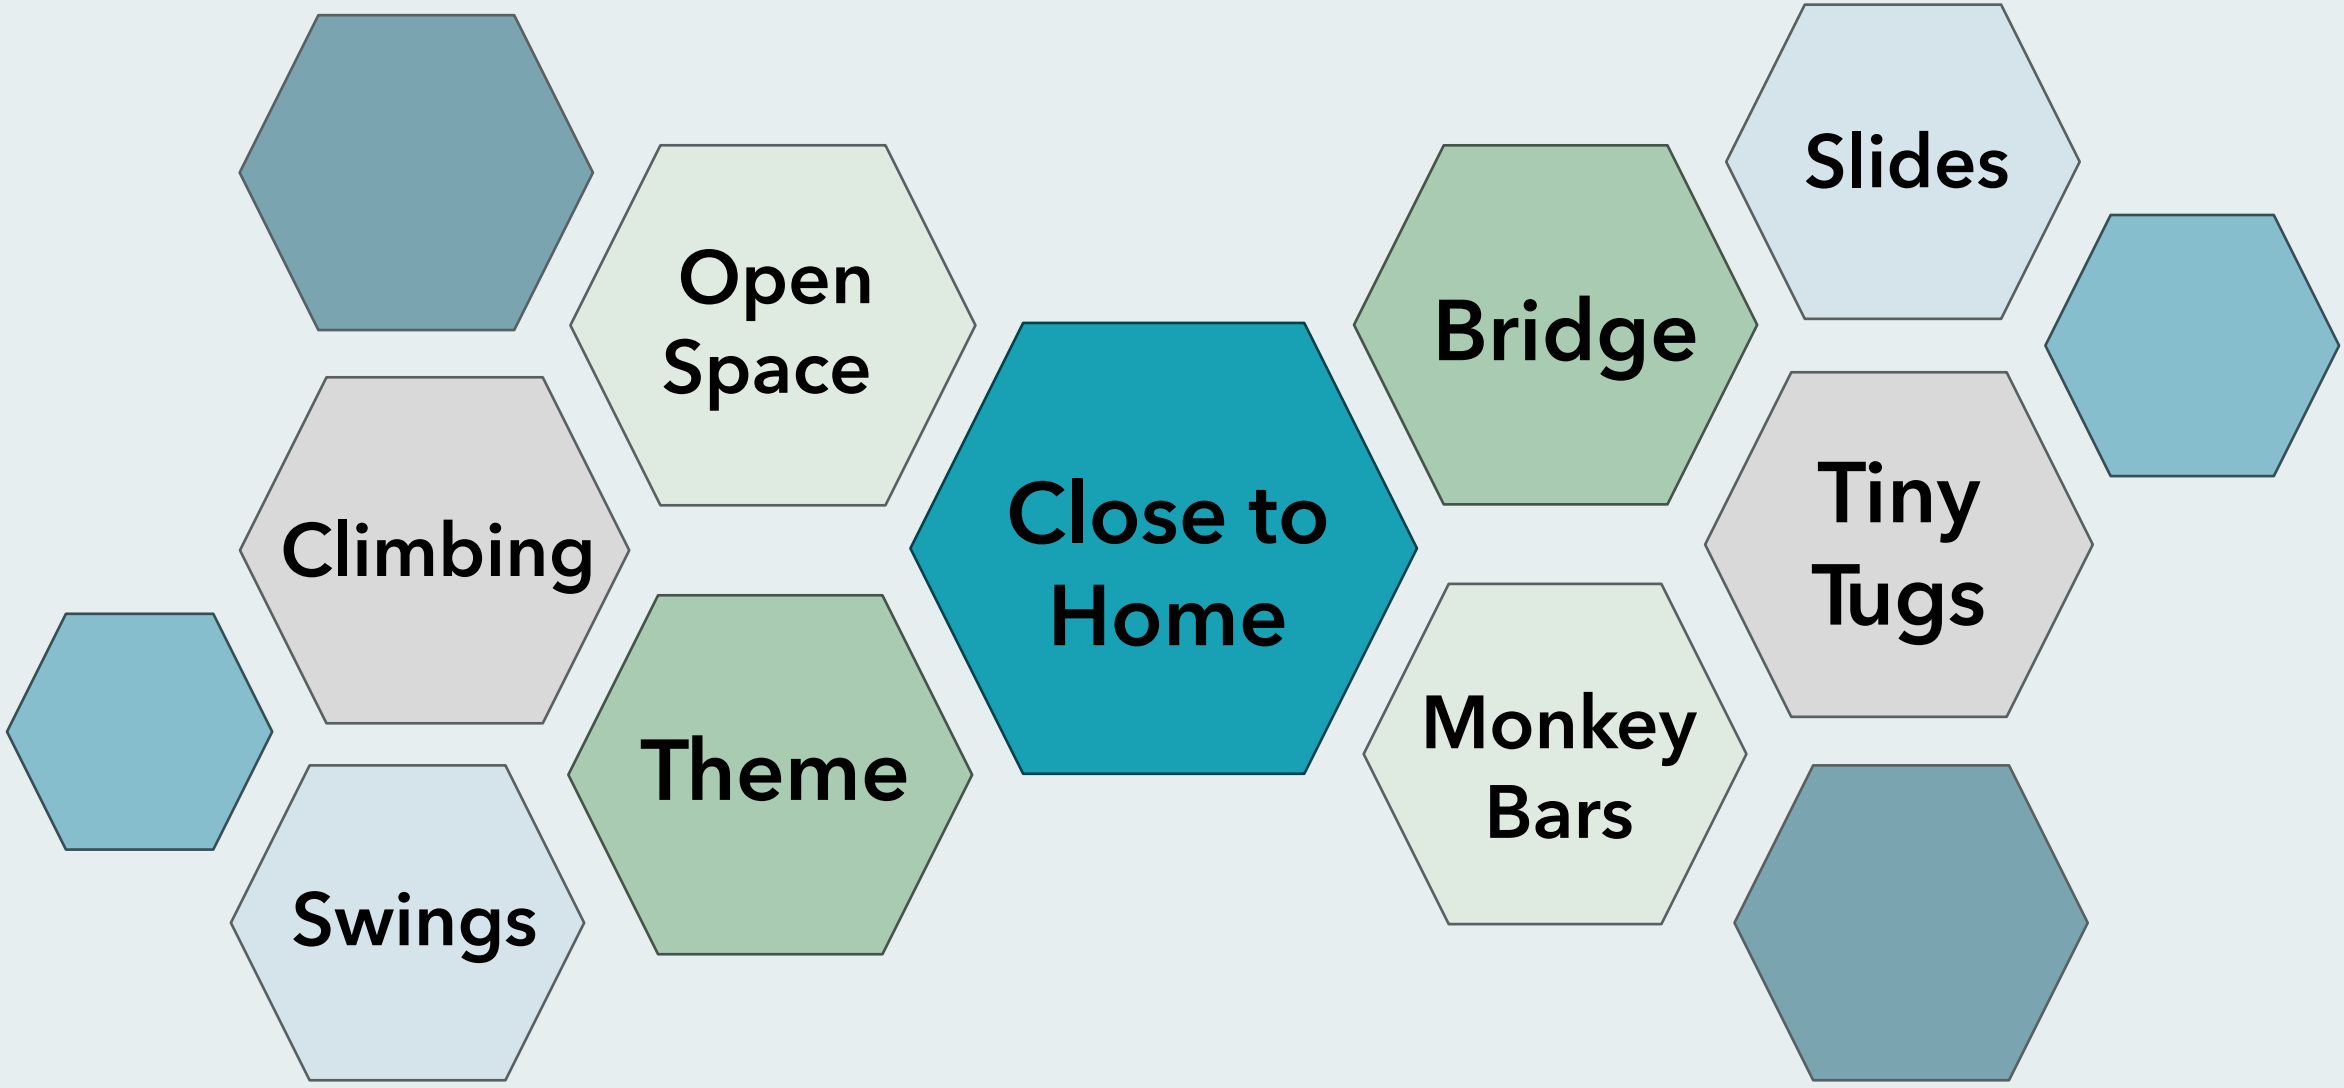 Open
Space
Climbing
Theme
Swings
Close to
Home
Bridge
Slides
Tiny
Tugs
Monkey
Bars